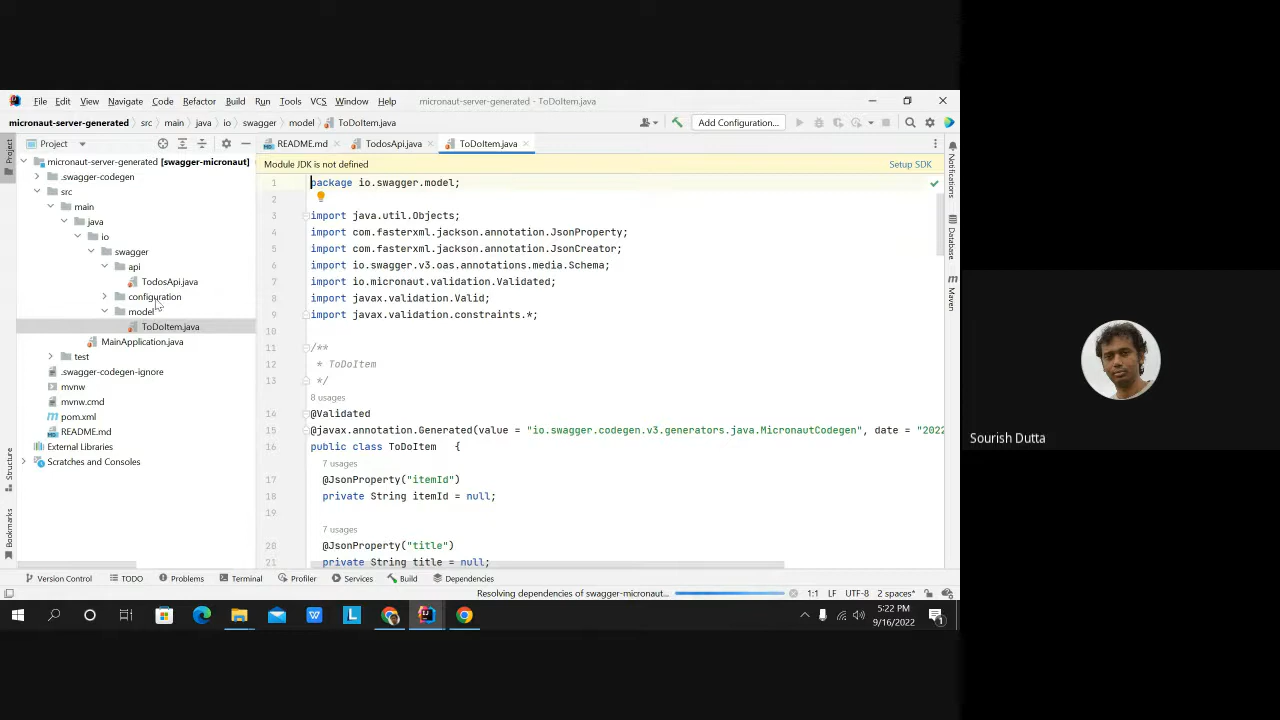 File Edit View Navigate Code Refactor Build Run Tools VCS Window Help micronaut-server-generated - ToDoItem.java
micronaut-server-generated src main java io swagger model ToDoItem.java Add Configuration...
Project
Project README.md TodosApi.java ToDoItem.java
micronaut-server-generated [swagger-micronaut]
.swagger-codegen
src
main
java
io
swagger
api
TodosApi.java
configuration
model
ToDoItem.java
MainApplication.java
test
.swagger-codegen-ignore
mvnw
mvnw.cmd
pom.xml
README.md
External Libraries
Scratches and Consoles
Structure
Bookmarks
Module JDK is not defined Setup SDK
1 package io.swagger.model;
2
3 import java.util.Objects;
4 import com.fasterxml.jackson.annotation.JsonProperty;
5 import com.fasterxml.jackson.annotation.JsonCreator;
6 import io.swagger.v3.oas.annotations.media.Schema;
7 import io.micronaut.validation.Validated;
8 import javax.validation.Valid;
9 import javax.validation.constraints.*;
10
11 /**
12 * ToDoItem
13 */
8 usages
14 @Validated
15 @javax.annotation.Generated(value = "io.swagger.codegen.v3.generators.java.MicronautCodegen", date = "2022
16 public class ToDoItem {
7 usages
17 @JsonProperty("itemId")
18 private String itemId = null;
19
7 usages
20 @JsonProperty("title")
21 private String title = null;
Notifications
Database
Maven
Version Control TODO Problems Terminal Profiler Services Build Dependencies
Resolving dependencies of swagger-micronaut... 1:1 LF UTF-8 2 spaces*
5:22 PM
9/16/2022
1
Sourish Dutta